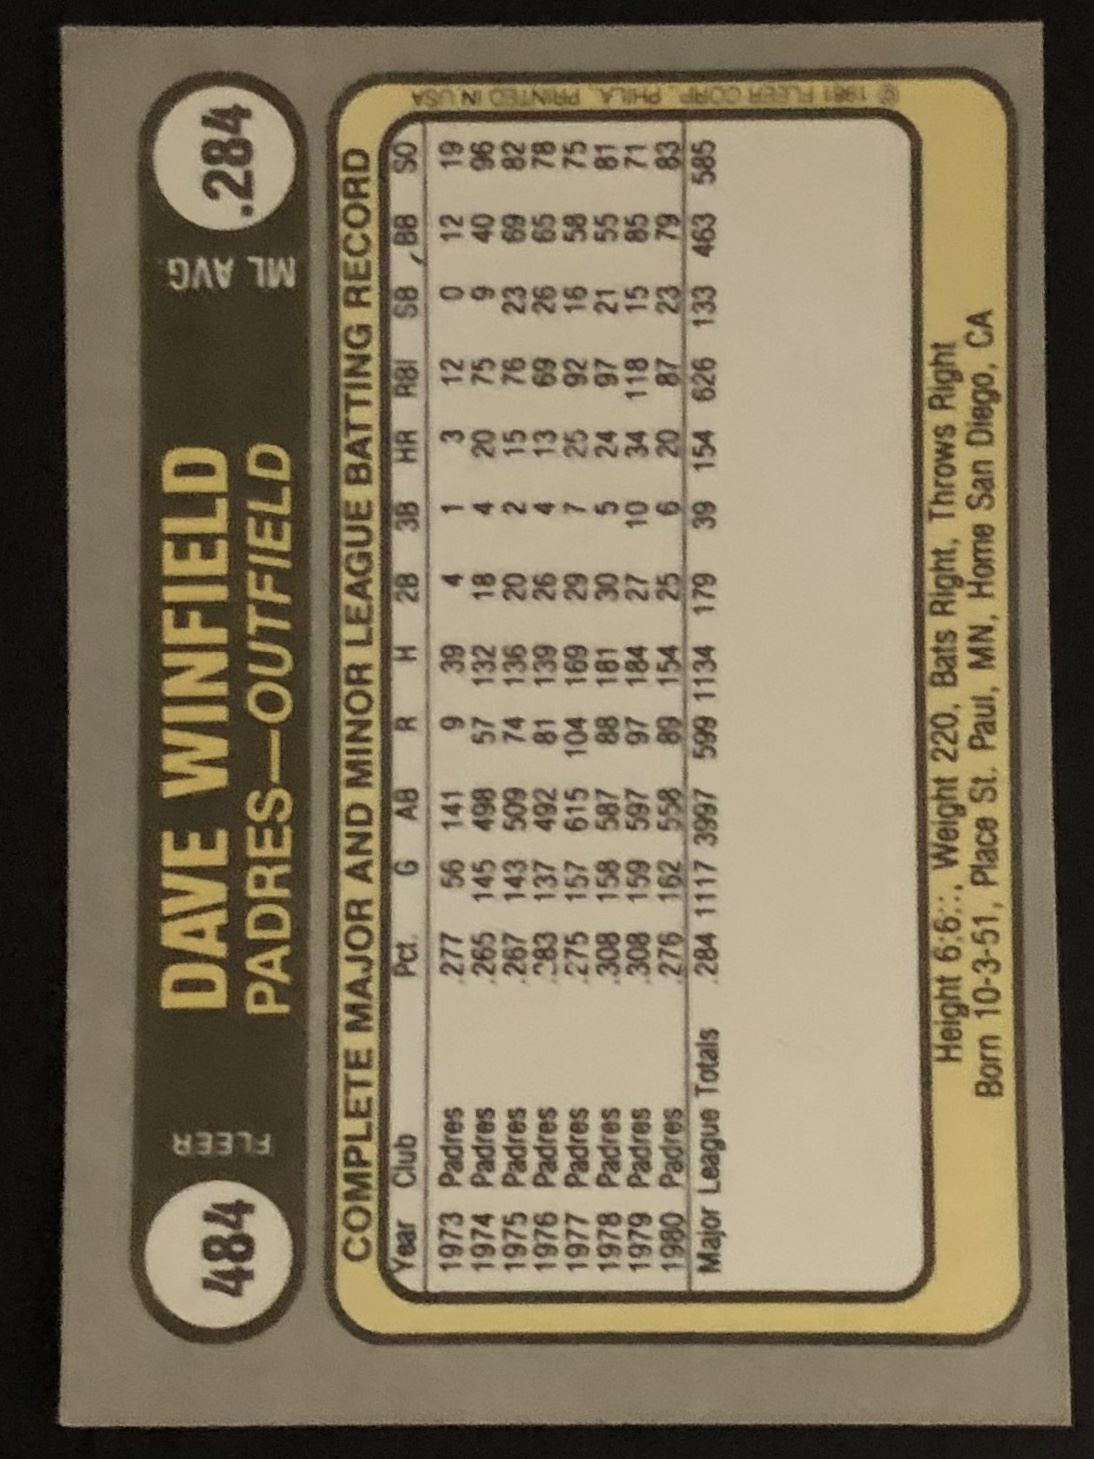 484
FLEER
DAVE WINFIELD
PADRES—OUTFIELD
ML AVG.
.284
COMPLETE MAJOR AND MINOR LEAGUE BATTING RECORD
Year Club Pct. G AB R H 2B 3B HR RBI SB BB SO
1973 Padres .277 56 141 9 39 4 1 3 12 0 12 19
1974 Padres .265 145 498 57 132 18 4 20 75 9 40 96
1975 Padres .267 143 509 74 136 20 2 15 76 23 69 82
1976 Padres .283 137 492 81 139 26 4 13 69 26 65 78
1977 Padres .275 157 615 104 169 29 7 25 92 16 58 75
1978 Padres .308 158 587 88 181 30 5 24 97 21 55 81
1979 Padres .308 159 597 97 184 27 10 34 118 15 85 71
1980 Padres .276 162 558 89 154 25 6 20 87 23 79 83
Major League Totals .284 1117 3997 599 1134 179 39 154 626 133 463 585
Height 6:6::, Weight 220, Bats Right, Throws Right
Born 10-3-51, Place St. Paul, MN, Home San Diego, CA
© 1981 FLEER CORP., PHILA., PRINTED IN USA